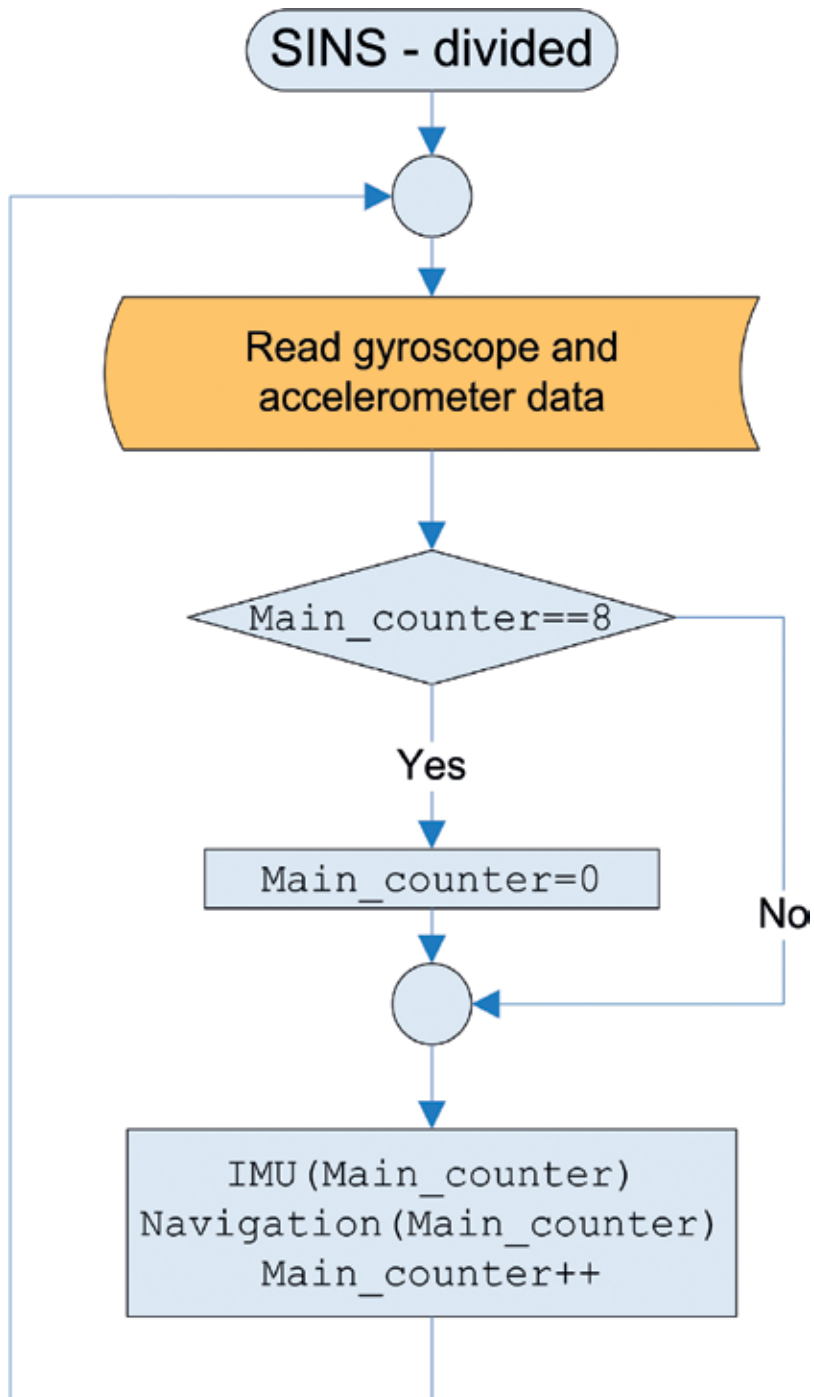 SINS - divided
Read gyroscope and
accelerometer data
Main_counter==8
Yes
Main_counter=0
No
IMU(Main_counter)
Navigation(Main_counter)
Main_counter++